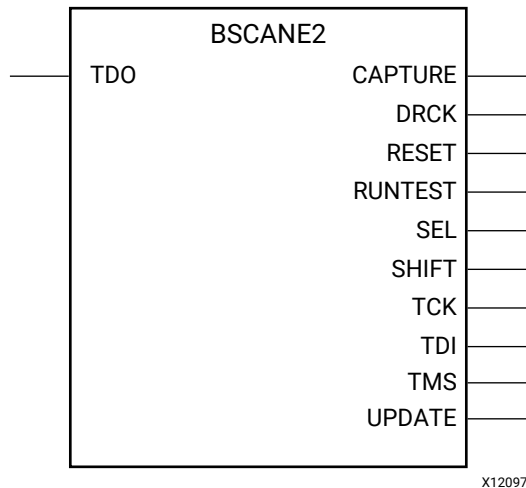 BSCANE2
TDO
CAPTURE
DRCK
RESET
RUNTEST
SEL
SHIFT
TCK
TDI
TMS
UPDATE
X12097